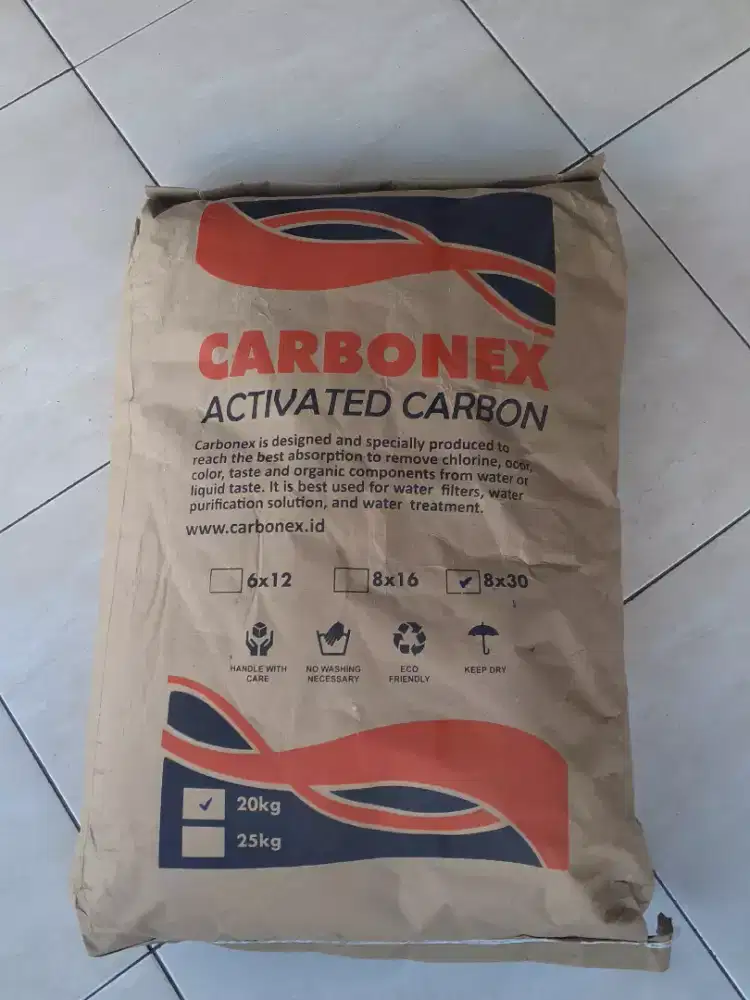 CARBONEX
ACTIVATED CARBON
Carbonex is designed and specially produced to
reach the best absorption to remove chlorine, odor,
color, taste and organic components from water or
liquid taste. It is best used for water filters, water
purification solution, and water treatment.
www.carbonex.id
6x12 8x16 8x30
HANDLE WITH CARE
NO WASHING NECESSARY
ECO FRIENDLY
KEEP DRY
20kg
25kg